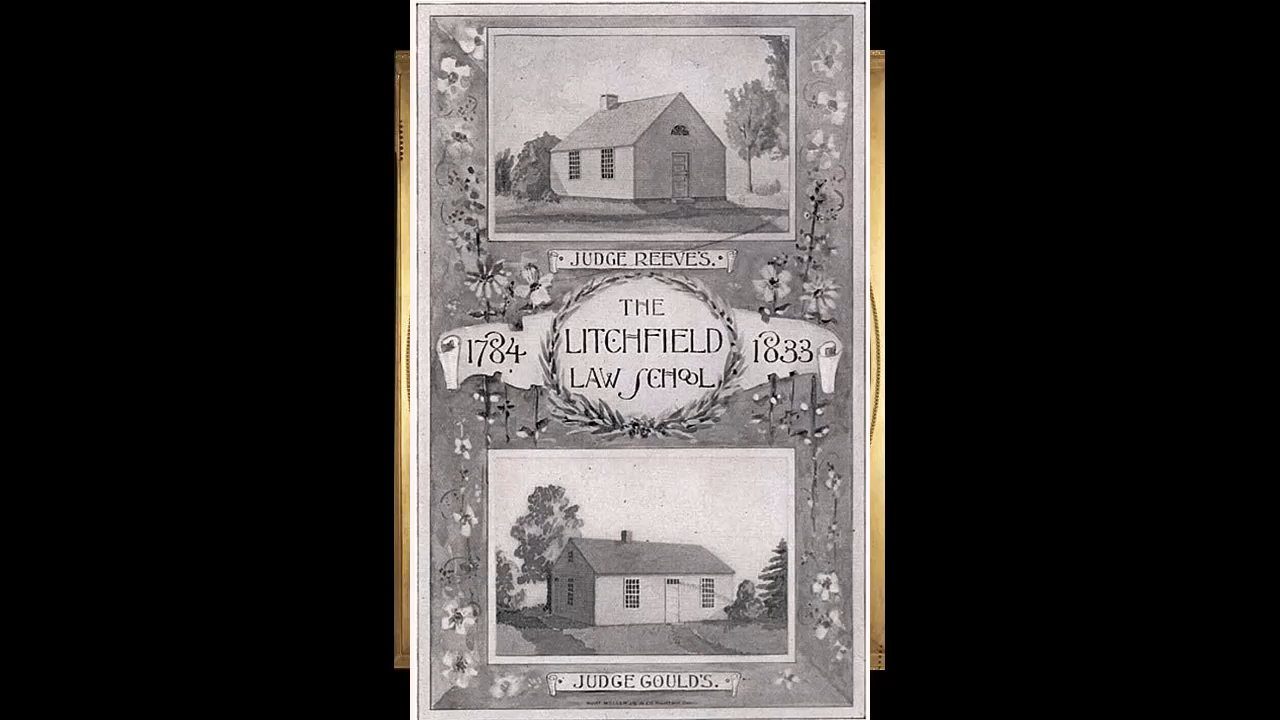 JUDGE REEVE'S.
THE
LITCHFIELD
LAW SCHOOL
1784
1833
JUDGE GOULD'S.